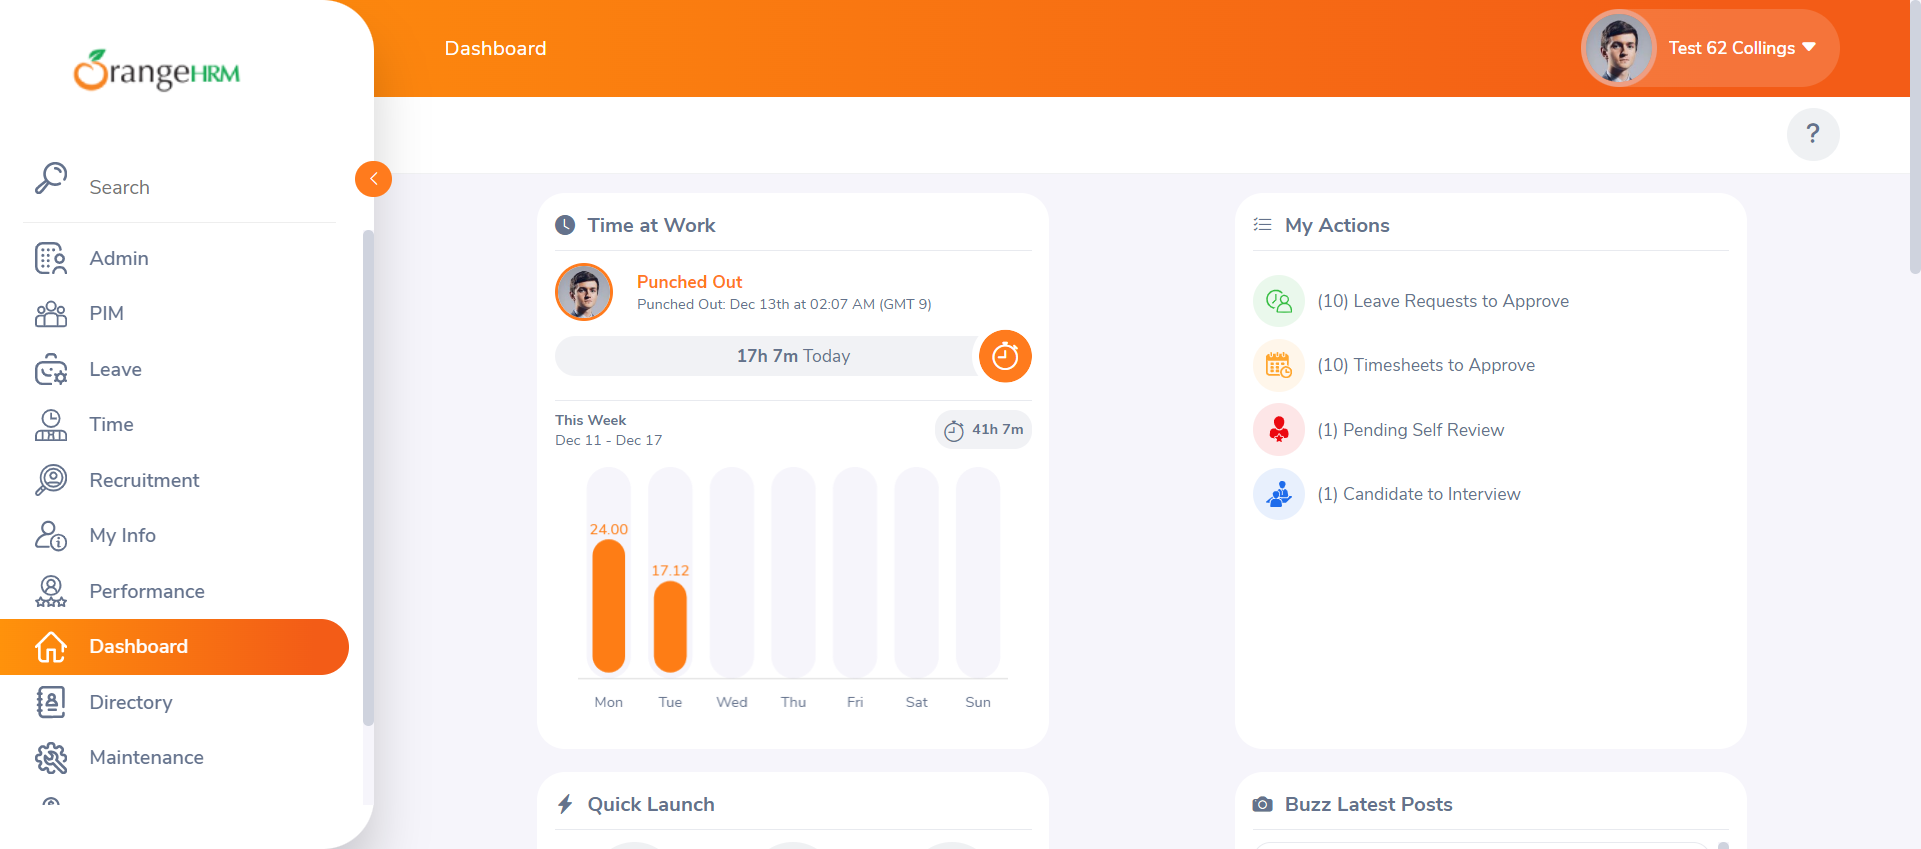 OrangeHRM
Search
Admin
PIM
Leave
Time
Recruitment
My Info
Performance
Dashboard
Directory
Maintenance
Dashboard
Test 62 Collings
?
Time at Work
Punched Out
Punched Out: Dec 13th at 02:07 AM (GMT 9)
17h 7m Today
This Week
Dec 11 - Dec 17
41h 7m
24.00
17.12
Mon Tue Wed Thu Fri Sat Sun
My Actions
(10) Leave Requests to Approve
(10) Timesheets to Approve
(1) Pending Self Review
(1) Candidate to Interview
Quick Launch
Buzz Latest Posts